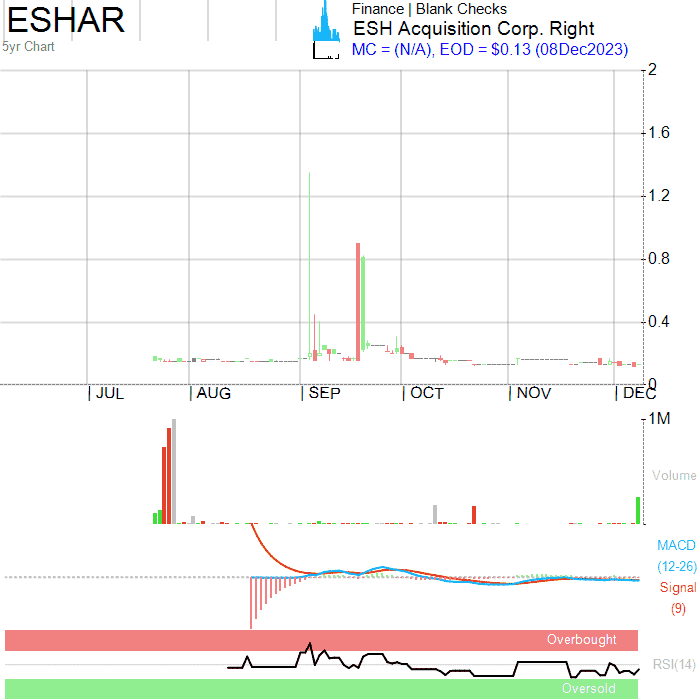 ESHAR
5yr Chart
Finance | Blank Checks
ESH Acquisition Corp. Right
MC = (N/A), EOD = $0.13 (08Dec2023)
2
1.6
1.2
0.8
0.4
0
JUL AUG SEP OCT NOV DEC
1M
Volume
MACD
(12-26)
Signal
(9)
Overbought
RSI(14)
Oversold